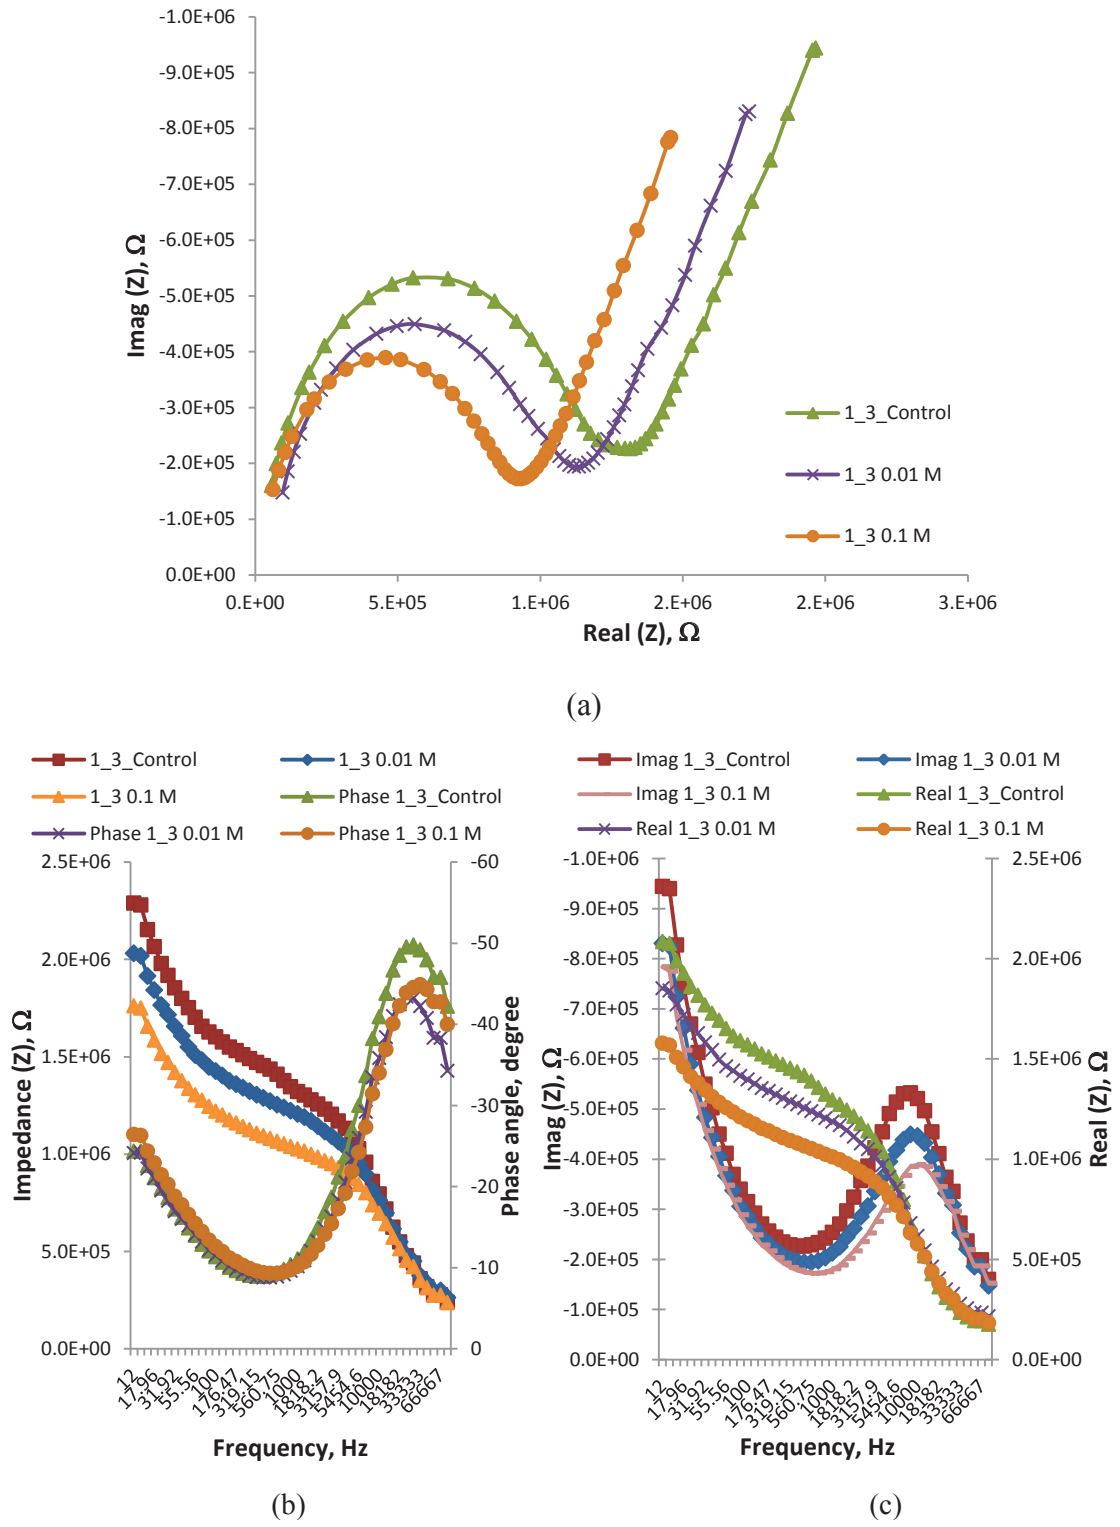 -1.0E+06
-9.0E+05
-8.0E+05
-7.0E+05
-6.0E+05
-5.0E+05
-4.0E+05
-3.0E+05
-2.0E+05
-1.0E+05
0.0E+00
Imag (Z), Ω
0.E+00 5.E+05 1.E+06 2.E+06 2.E+06 3.E+06
Real (Z), Ω
1_3_Control
1_3 0.01 M
1_3 0.1 M
(a)
1_3_Control 1_3 0.01 M
1_3 0.1 M Phase 1_3_Control
Phase 1_3 0.01 M Phase 1_3 0.1 M
2.5E+06
2.0E+06
1.5E+06
1.0E+06
5.0E+05
0.0E+00
Impedance (Z), Ω
-60
-50
-40
-30
-20
-10
0
Phase angle, degree
12 17.96 31.92 55.56 100 176.47 319.15 560.75 1000 1818.2 3157.9 5454.6 10000 18182 33333 66667
Frequency, Hz
(b)
Imag 1_3_Control Imag 1_3 0.01 M
Imag 1_3 0.1 M Real 1_3_Control
Real 1_3 0.01 M Real 1_3 0.1 M
-1.0E+06
-9.0E+05
-8.0E+05
-7.0E+05
-6.0E+05
-5.0E+05
-4.0E+05
-3.0E+05
-2.0E+05
-1.0E+05
0.0E+00
Imag (Z), Ω
2.5E+06
2.0E+06
1.5E+06
1.0E+06
5.0E+05
0.0E+00
Real (Z), Ω
12 17.96 31.92 55.56 100 176.47 319.15 560.75 1000 1818.2 3157.9 5454.6 10000 18182 33333 66667
Frequency, Hz
(c)